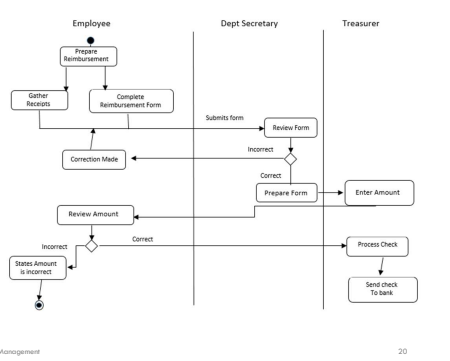 Employee
Dept Secretary
Treasurer
Prepare
Reimbursement
Gather
Receipts
Complete
Reimbursement Form
Submits form
Review Form
Incorrect
Correction Made
Correct
Prepare Form
Enter Amount
Review Amount
Incorrect
Correct
Process Check
States Amount
is incorrect
Send check
To bank
Management
20